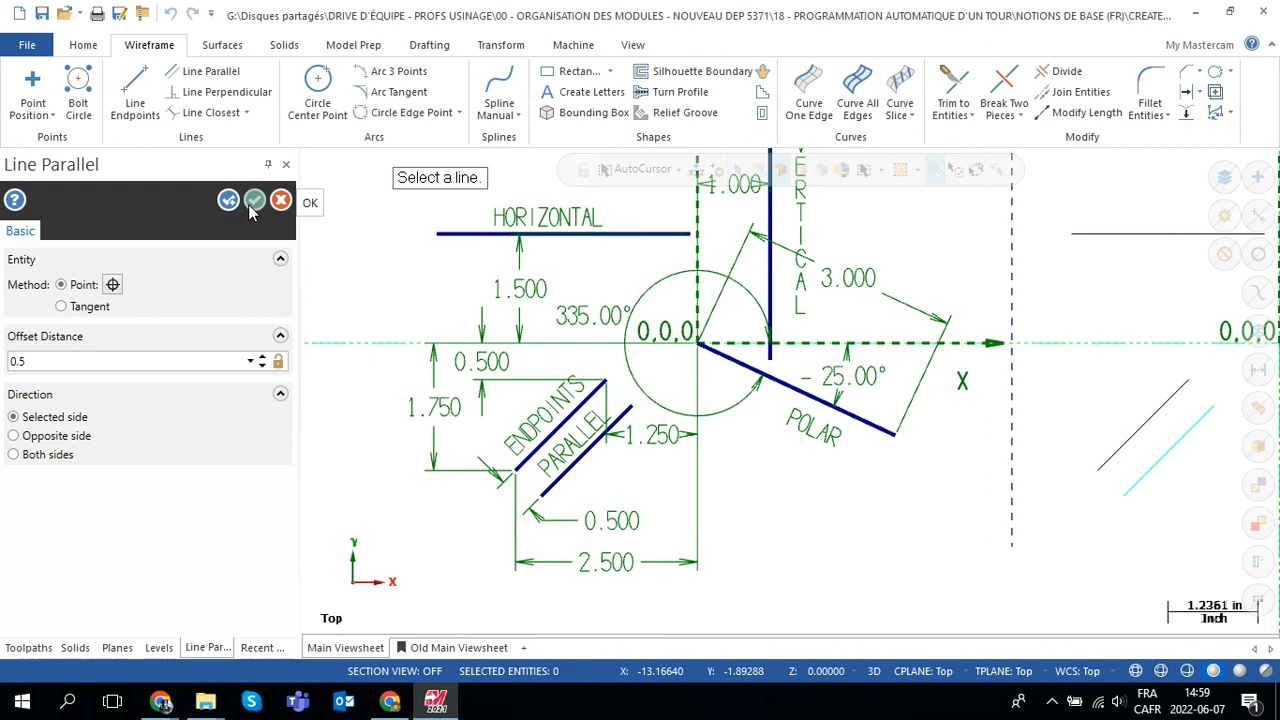 G:\Disques partagés\DRIVE D'ÉQUIPE - PROFS USINAGE\00 - ORGANISATION DES MODULES - NOUVEAU DEP 5371\18 - PROGRAMMATION AUTOMATIQUE D'UN TOUR\NOTIONS DE BASE (FR)\CREATE...
File Home Wireframe Surfaces Solids Model Prep Drafting Transform Machine View My Mastercam
Point Position
Bolt Circle
Points
Line Endpoints
Line Parallel
Line Perpendicular
Line Closest
Lines
Circle Center Point
Arc 3 Points
Arc Tangent
Circle Edge Point
Arcs
Spline Manual
Splines
Rectan...
Create Letters
Bounding Box
Silhouette Boundary
Turn Profile
Relief Groove
Shapes
Curve One Edge
Curve All Edges
Curve Slice
Curves
Trim to Entities
Break Two Pieces
Divide
Join Entities
Modify Length
Fillet Entities
Modify
Line Parallel
OK
Basic
Entity
Method: Point:
Tangent
Offset Distance
0.5
Direction
Selected side
Opposite side
Both sides
Select a line.
AutoCursor
1.000
VERTICAL
HORIZONTAL
1.500
3.000
335.00°
0,0,0
0,0,0
0.500
- 25.00°
X
1.750
ENDPOINTS
PARALLEL
POLAR
1.250
0.500
2.500
Y
X
Top
1.2361 in
Inch
Toolpaths Solids Planes Levels Line Par... Recent ...
Main Viewsheet Old Main Viewsheet +
SECTION VIEW: OFF SELECTED ENTITIES: 0 X: -13.16640 Y: -1.89288 Z: 0.00000 3D CPLANE: Top TPLANE: Top WCS: Top
FRA
CAFR
14:59
2022-06-07